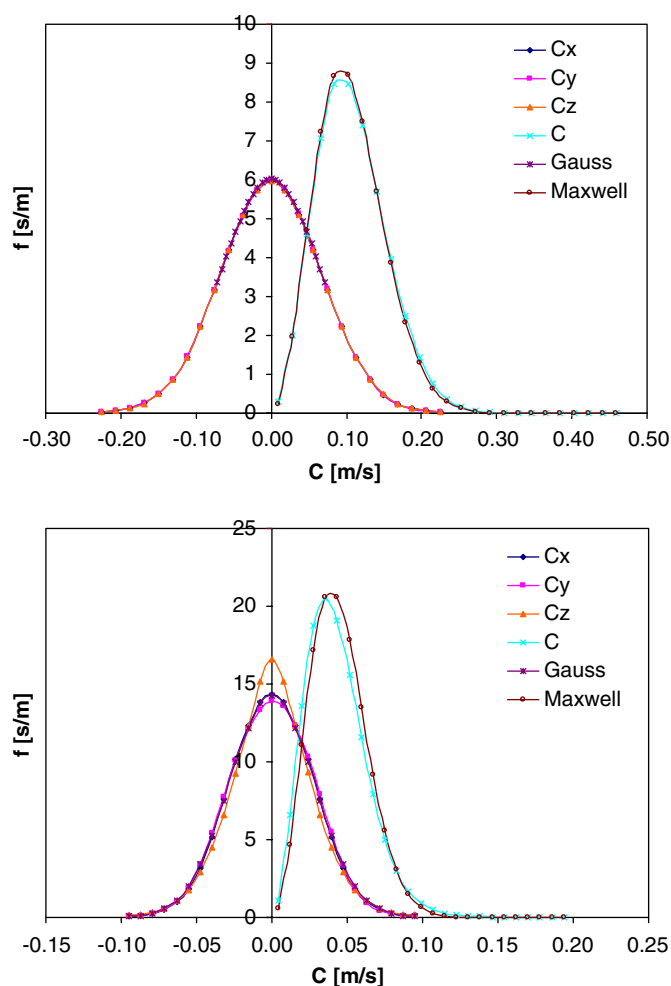 10
9
8
7
6
5
4
3
2
1
0
f [s/m]
-0.30 -0.20 -0.10 0.00 0.10 0.20 0.30 0.40 0.50
C [m/s]
Cx
Cy
Cz
C
Gauss
Maxwell
25
20
15
10
5
0
f [s/m]
-0.15 -0.10 -0.05 0.00 0.05 0.10 0.15 0.20 0.25
C [m/s]
Cx
Cy
Cz
C
Gauss
Maxwell